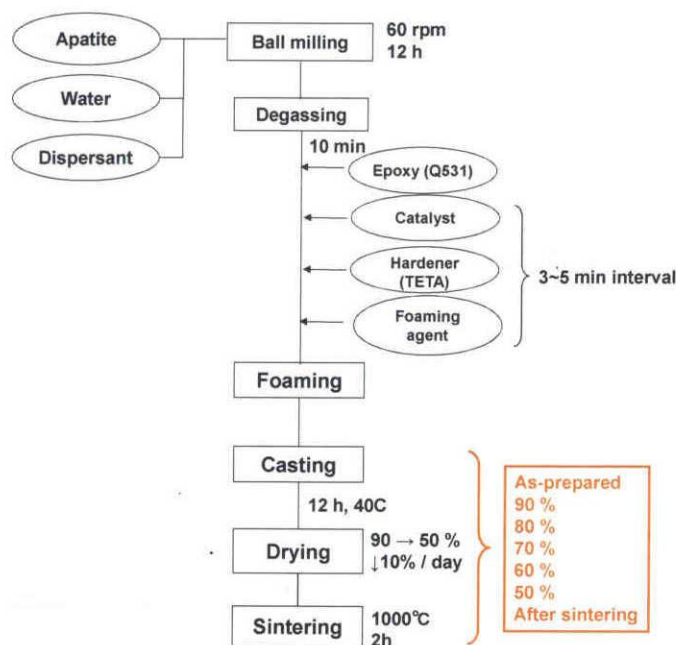 Apatite
Water
Dispersant
Ball milling
60 rpm
12 h
Degassing
10 min
Epoxy (Q531)
Catalyst
Hardener
(TETA)
Foaming
agent
3~5 min interval
Foaming
Casting
12 h, 40C
Drying
90 → 50 %
↓10% / day
Sintering
1000℃
2h
As-prepared
90 %
80 %
70 %
60 %
50 %
After sintering